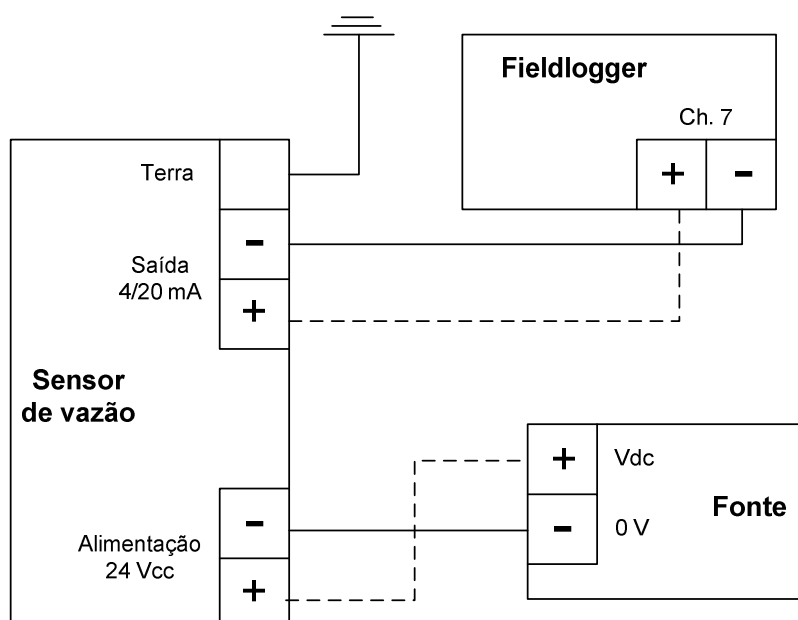 Fieldlogger
Ch. 7
+ -
Terra
-
Saída
4/20 mA
+
Sensor
de vazão
+ Vdc
Fonte
- 0 V
-
Alimentação
24 Vcc
+